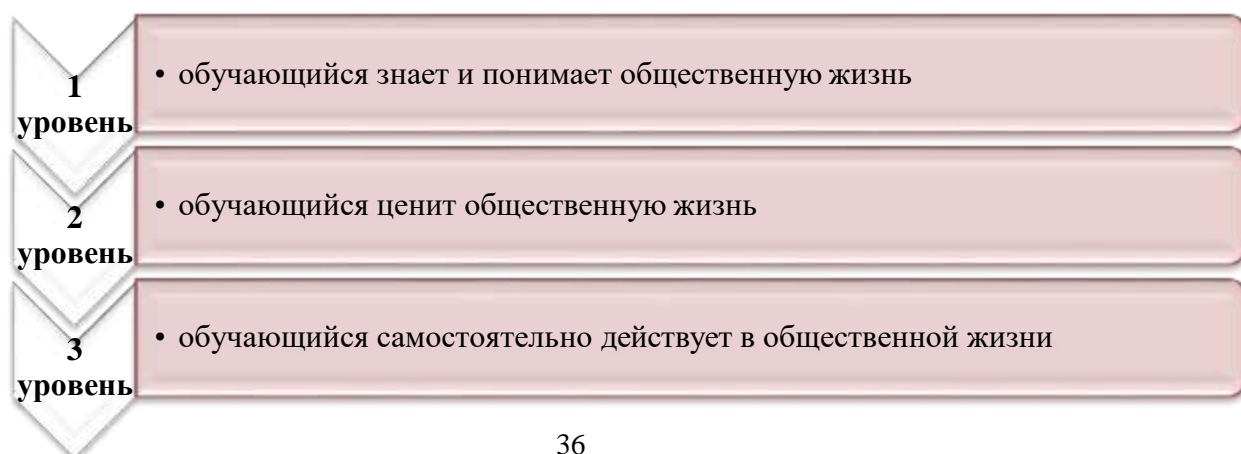 1
уровень
• обучающийся знает и понимает общественную жизнь
2
уровень
• обучающийся ценит общественную жизнь
3
уровень
• обучающийся самостоятельно действует в общественной жизни
36